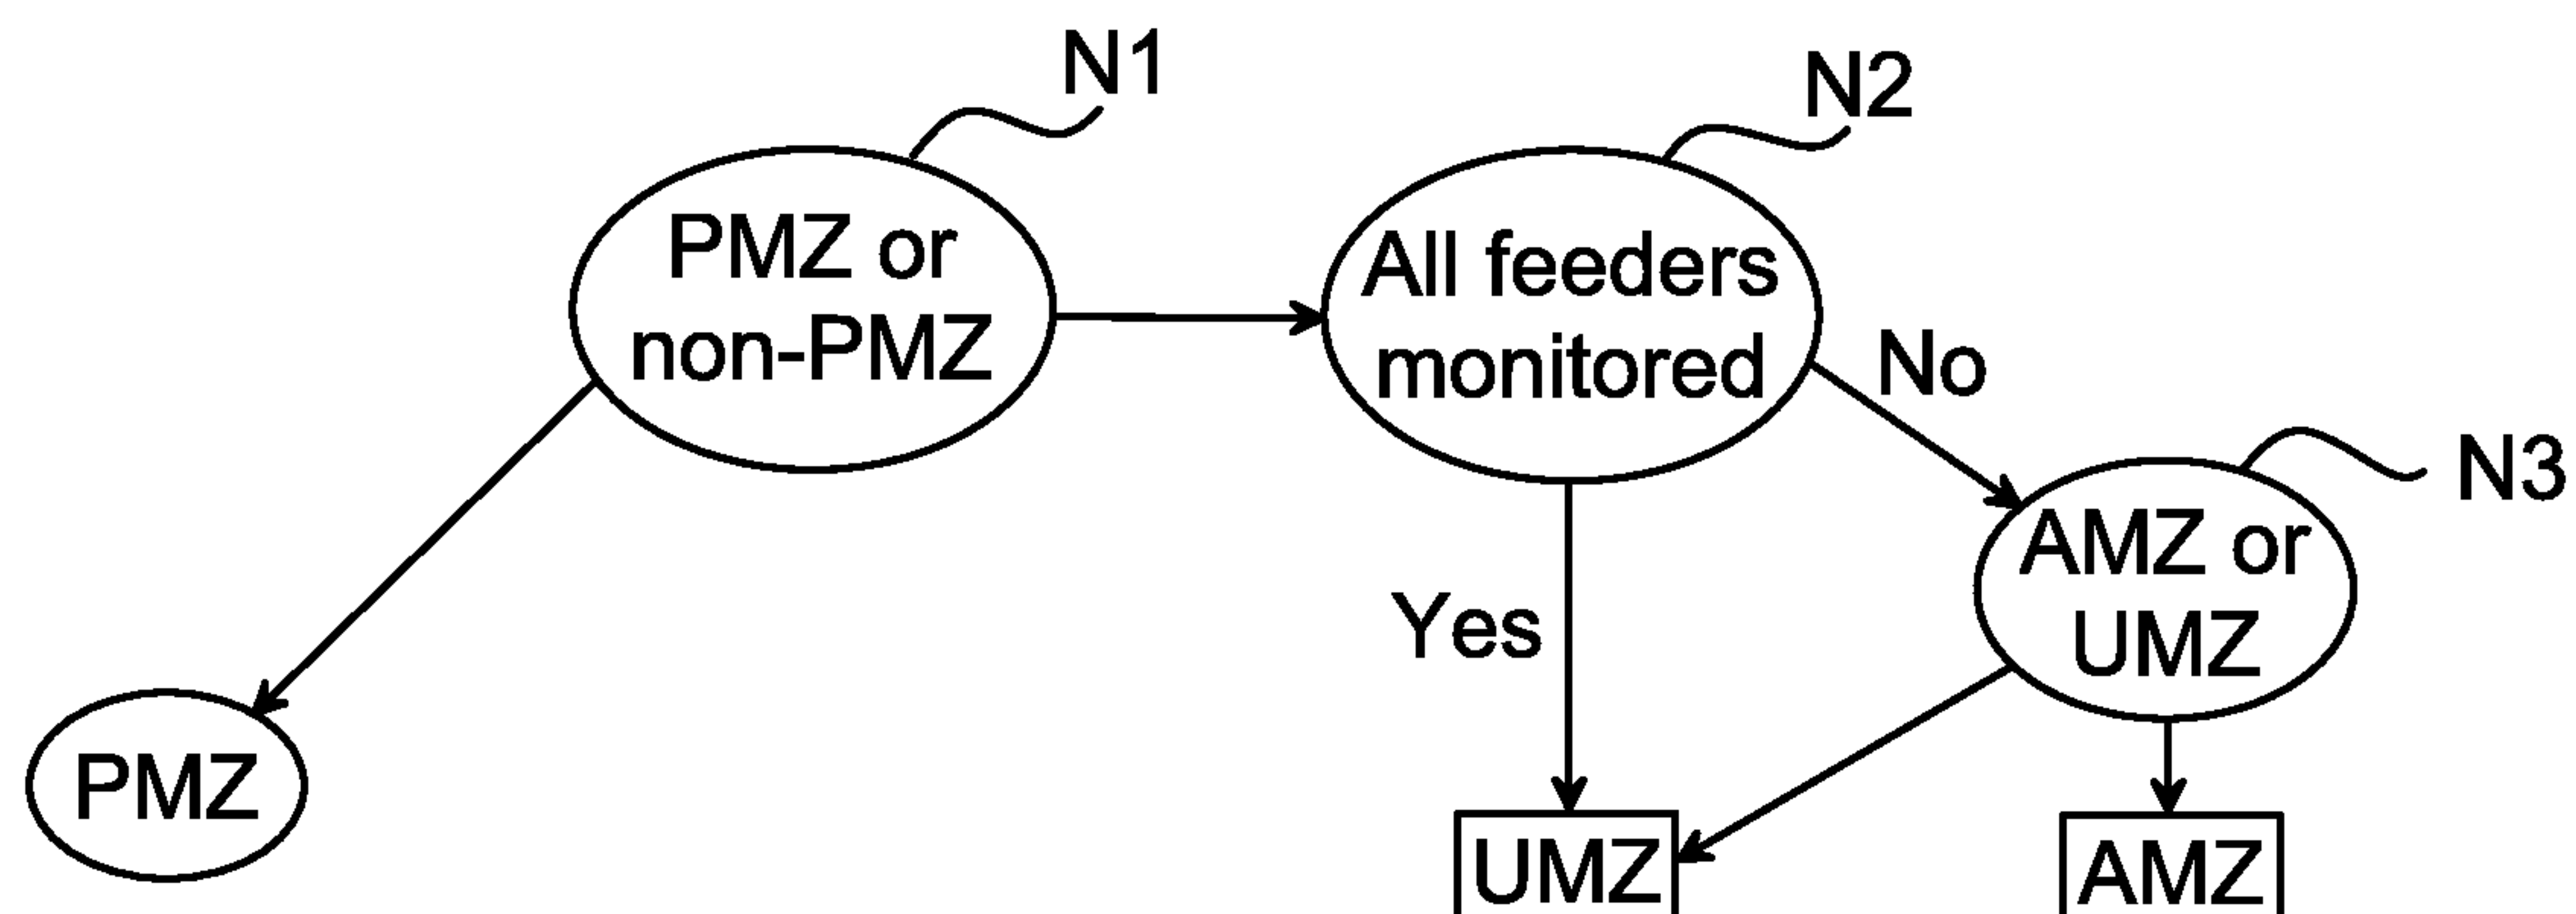 N1
N2
PMZ or
non-PMZ
All feeders
monitored
No
N3
AMZ or
UMZ
Yes
PMZ
UMZ
AMZ